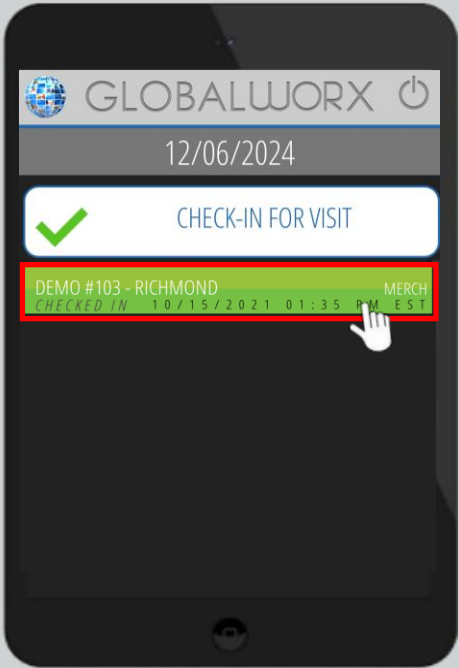 GLOBALWORX
12/06/2024
CHECK-IN FOR VISIT
DEMO #103 - RICHMOND MERCH
CHECKED IN 10/15/2021 01:35 PM EST